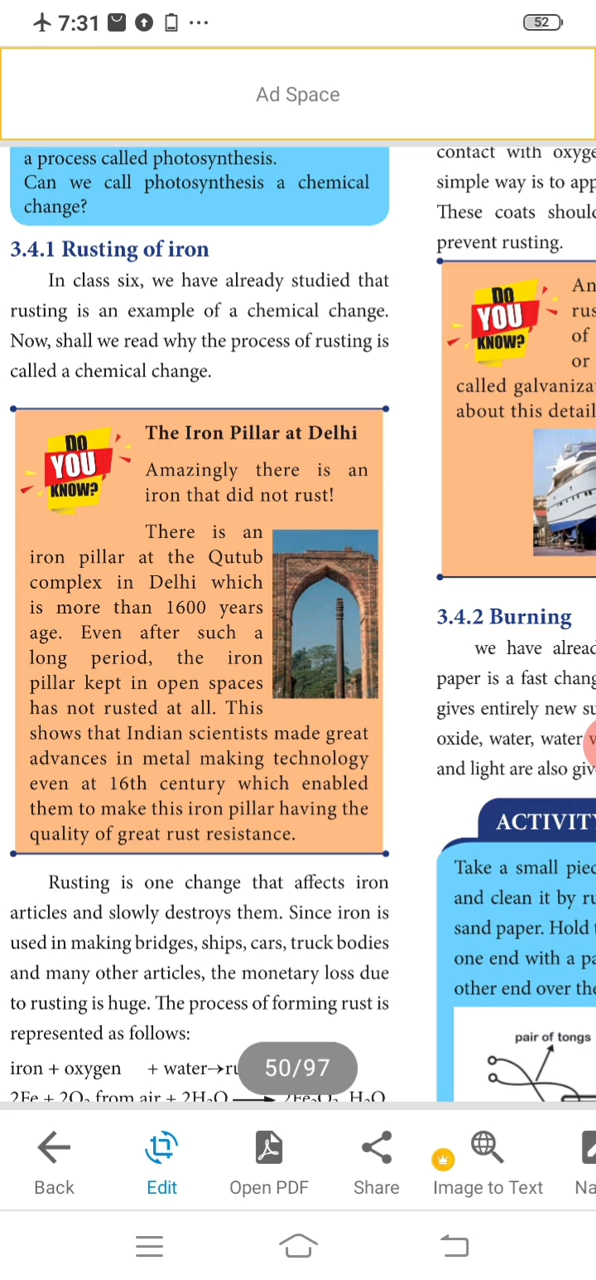 7:31
52
Ad Space
a process called photosynthesis.
Can we call photosynthesis a chemical
change?
3.4.1 Rusting of iron
In class six, we have already studied that
rusting is an example of a chemical change.
Now, shall we read why the process of rusting is
called a chemical change.
DO
YOU
KNOW?
The Iron Pillar at Delhi
Amazingly there is an
iron that did not rust!
There is an
iron pillar at the Qutub
complex in Delhi which
is more than 1600 years
age. Even after such a
long period, the iron
pillar kept in open spaces
has not rusted at all. This
shows that Indian scientists made great
advances in metal making technology
even at 16th century which enabled
them to make this iron pillar having the
quality of great rust resistance.
Rusting is one change that affects iron
articles and slowly destroys them. Since iron is
used in making bridges, ships, cars, truck bodies
and many other articles, the monetary loss due
to rusting is huge. The process of forming rust is
represented as follows:
iron + oxygen + water→
50/97
contact with
simple way is to
These coats
prevent rusting.
DO
YOU
KNOW?
An
of
or
called
about this
3.4.2 Burning
we have
paper is a fast
gives entirely new
oxide, water, water
and light are also
Take a small
and clean it by
sand paper. Hold
one end with a
other end over
pair of tongs
Back
Edit
Open PDF
Share
Image to Text